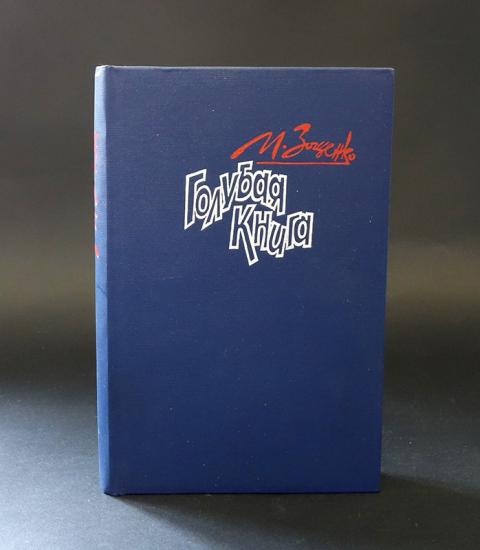 М. Зощенко
Голубая
Книга